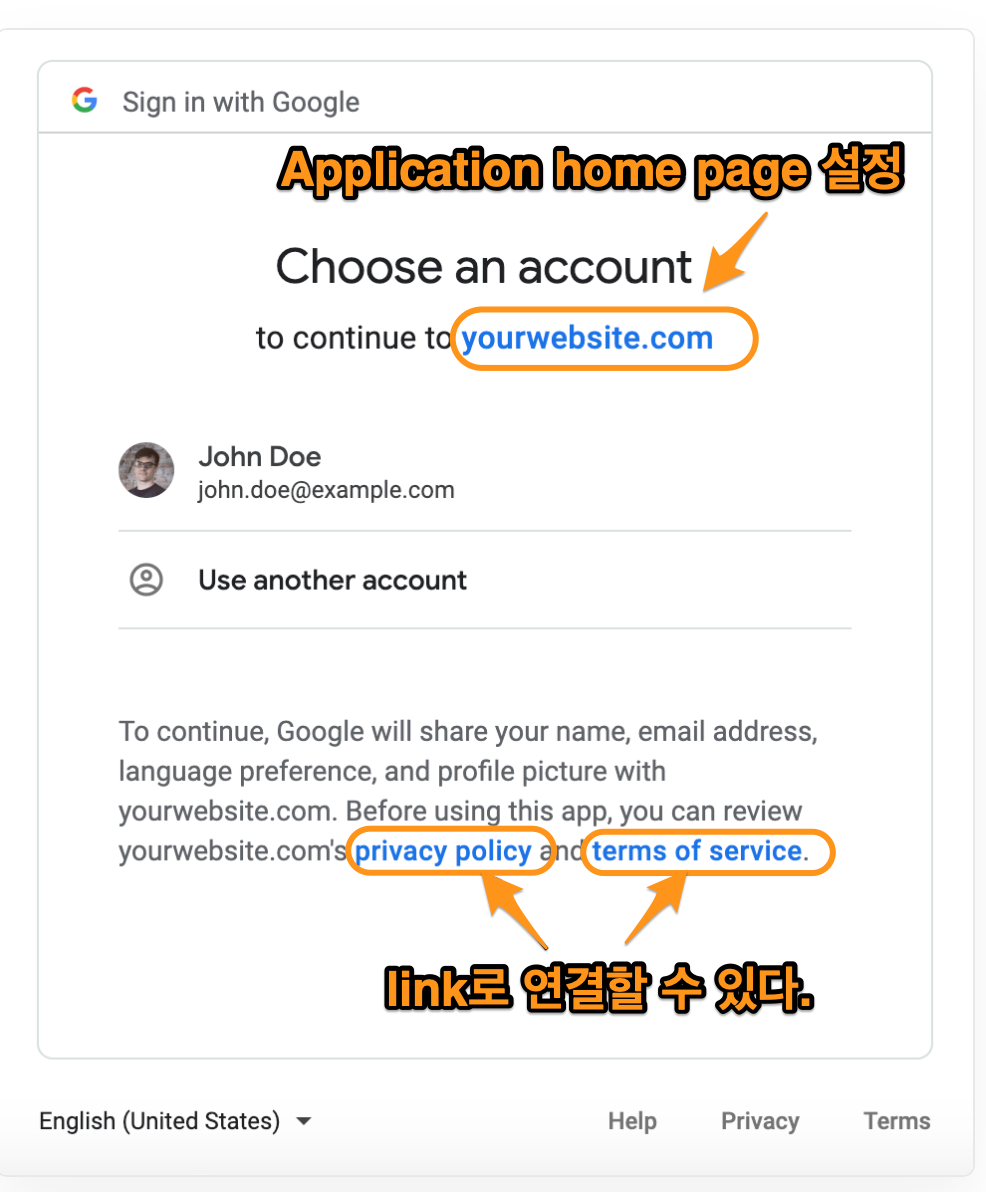 Sign in with Google
Application home page 설정
Choose an account
to continue to yourwebsite.com
John Doe
john.doe@example.com
Use another account
To continue, Google will share your name, email address,
language preference, and profile picture with
yourwebsite.com. Before using this app, you can review
yourwebsite.com's privacy policy and terms of service.
link로 연결할 수 있다.
English (United States)
Help Privacy Terms